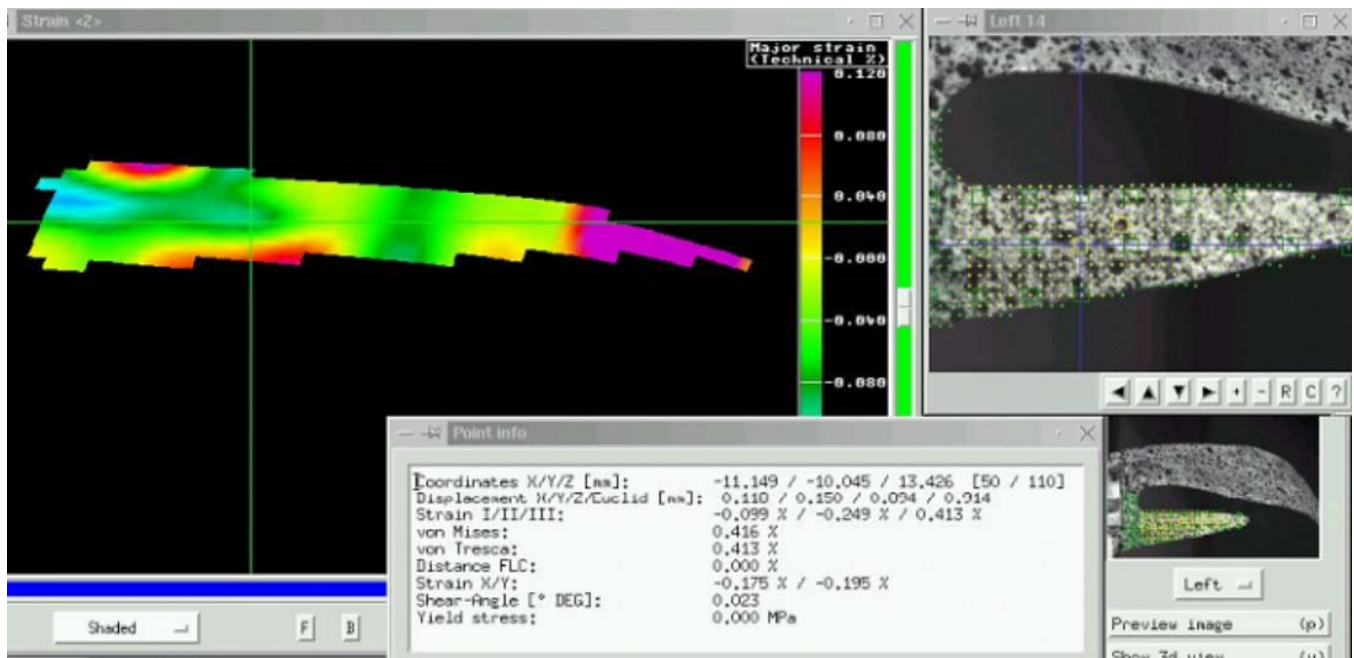 Strain <2>
Major strain
(Technical %)
0.120
0.080
0.040
-0.000
-0.040
-0.080
Left 14
R C ?
Point info
Coordinates X/Y/Z [mm]: -11.149 / -10.045 / 13.426 [50 / 110]
Displacement X/Y/Z/Euclid [mm]: 0.110 / 0.150 / 0.094 / 0.914
Strain I/II/III: -0.099 % / -0.249 % / 0.413 %
von Mises: 0.416 %
von Tresca: 0.413 %
Distance FLC: 0.000 %
Strain X/Y: -0.175 % / -0.195 %
Shear-Angle [° DEG]: 0.023
Yield stress: 0.000 MPa
Shaded
F B
Left
Preview image (p)
Show 3d view